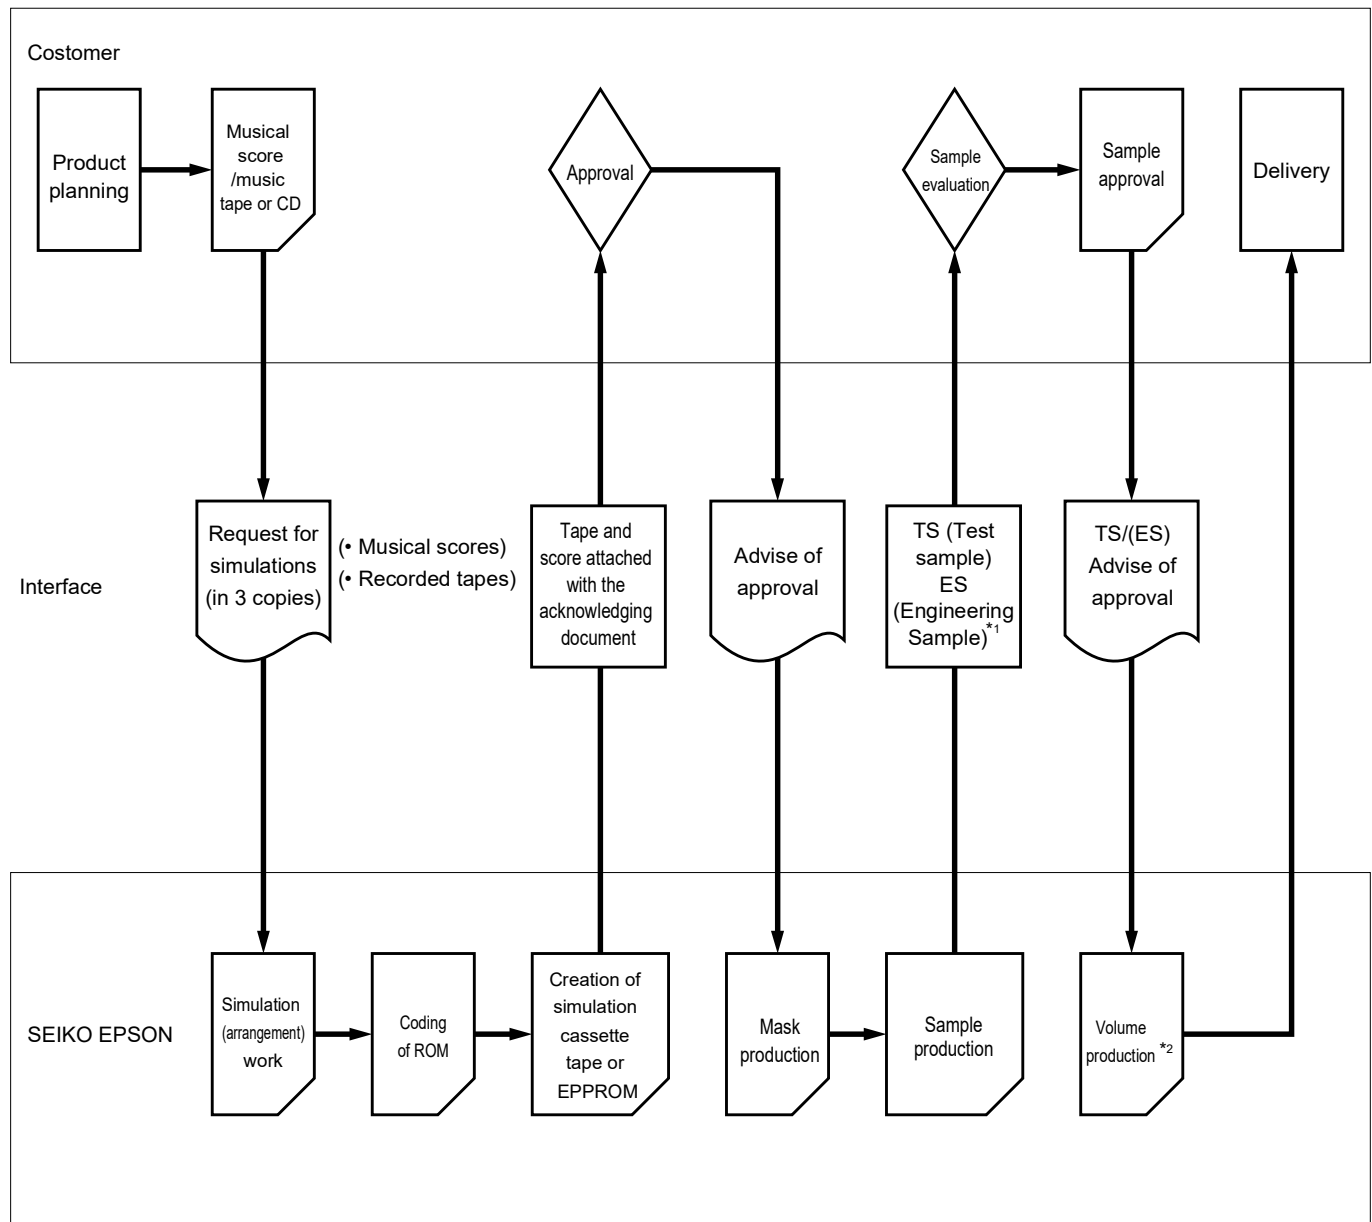 Costomer
Product
planning
Musical
score
/music
tape or CD
Approval
Sample
evaluation
Sample
approval
Delivery
Interface
Request for
simulations
(in 3 copies)
(• Musical scores)
(• Recorded tapes)
Tape and
score attached
with the
acknowledging
document
Advise of
approval
TS (Test
sample)
ES
(Engineering
Sample)*1
TS/(ES)
Advise of
approval
SEIKO EPSON
Simulation
(arrangement)
work
Coding
of ROM
Creation of
simulation
cassette
tape or
EPPROM
Mask
production
Sample
production
Volume
production *2